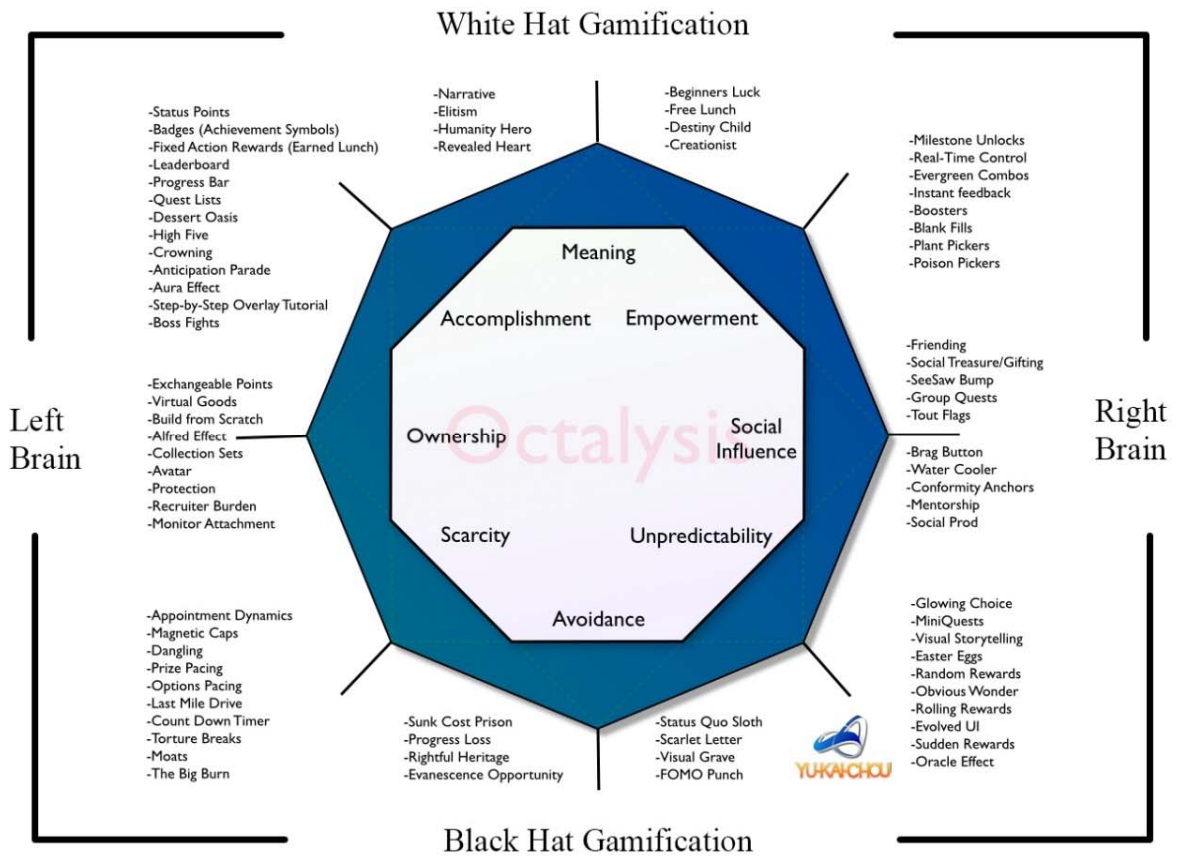 White Hat Gamification
-Narrative
-Elitism
-Humanity Hero
-Revealed Heart
-Beginners Luck
-Free Lunch
-Destiny Child
-Creationist
-Status Points
-Badges (Achievement Symbols)
-Fixed Action Rewards (Earned Lunch)
-Leaderboard
-Progress Bar
-Quest Lists
-Dessert Oasis
-High Five
-Crowning
-Anticipation Parade
-Aura Effect
-Step-by-Step Overlay Tutorial
-Boss Fights
-Milestone Unlocks
-Real-Time Control
-Evergreen Combos
-Instant feedback
-Boosters
-Blank Fills
-Plant Pickers
-Poison Pickers
Meaning
Accomplishment
Empowerment
Left
Brain
-Exchangeable Points
-Virtual Goods
-Build from Scratch
-Alfred Effect
-Collection Sets
-Avatar
-Protection
-Recruiter Burden
-Monitor Attachment
Ownership
Octalysis
Social
Influence
-Friending
-Social Treasure/Gifting
-SeeSaw Bump
-Group Quests
-Tout Flags
-Brag Button
-Water Cooler
-Conformity Anchors
-Mentorship
-Social Prod
Right
Brain
Scarcity
Unpredictability
Avoidance
-Appointment Dynamics
-Magnetic Caps
-Dangling
-Prize Pacing
-Options Pacing
-Last Mile Drive
-Count Down Timer
-Torture Breaks
-Moats
-The Big Burn
-Sunk Cost Prison
-Progress Loss
-Rightful Heritage
-Evanescence Opportunity
-Status Quo Sloth
-Scarlet Letter
-Visual Grave
-FOMO Punch
YU-KAI-CHOU
-Glowing Choice
-MiniQuests
-Visual Storytelling
-Easter Eggs
-Random Rewards
-Obvious Wonder
-Rolling Rewards
-Evolved UI
-Sudden Rewards
-Oracle Effect
Black Hat Gamification